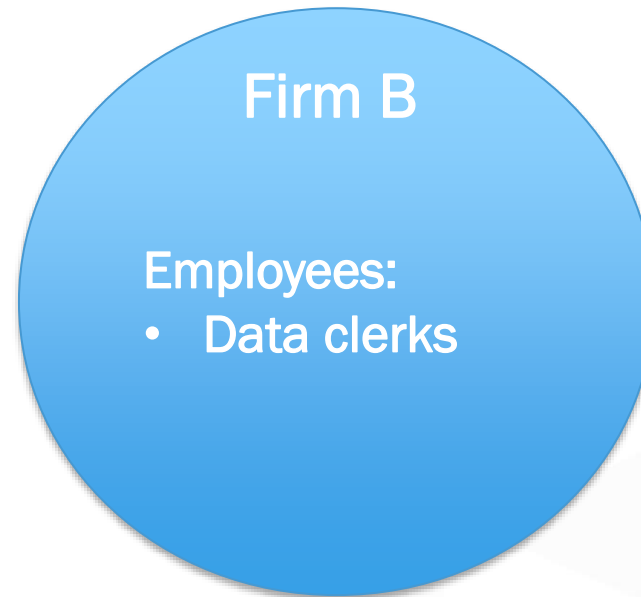 Firm B
Employees:
• Data clerks